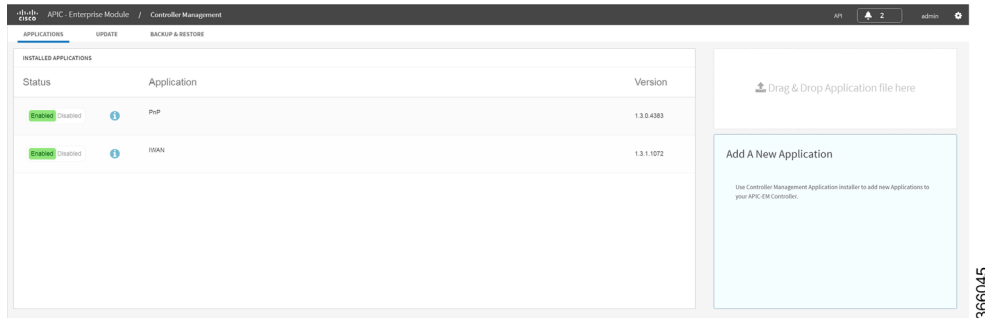 CISCO APIC - Enterprise Module / Controller Management API 2 admin
APPLICATIONS UPDATE BACKUP & RESTORE
INSTALLED APPLICATIONS
Status Application Version
Enabled Disabled PnP 1.3.0.4383
Enabled Disabled IWAN 1.3.1.1072
Drag & Drop Application file here
Add A New Application
Use Controller Management Application installer to add new Applications to
your APIC-EM Controller.
366045